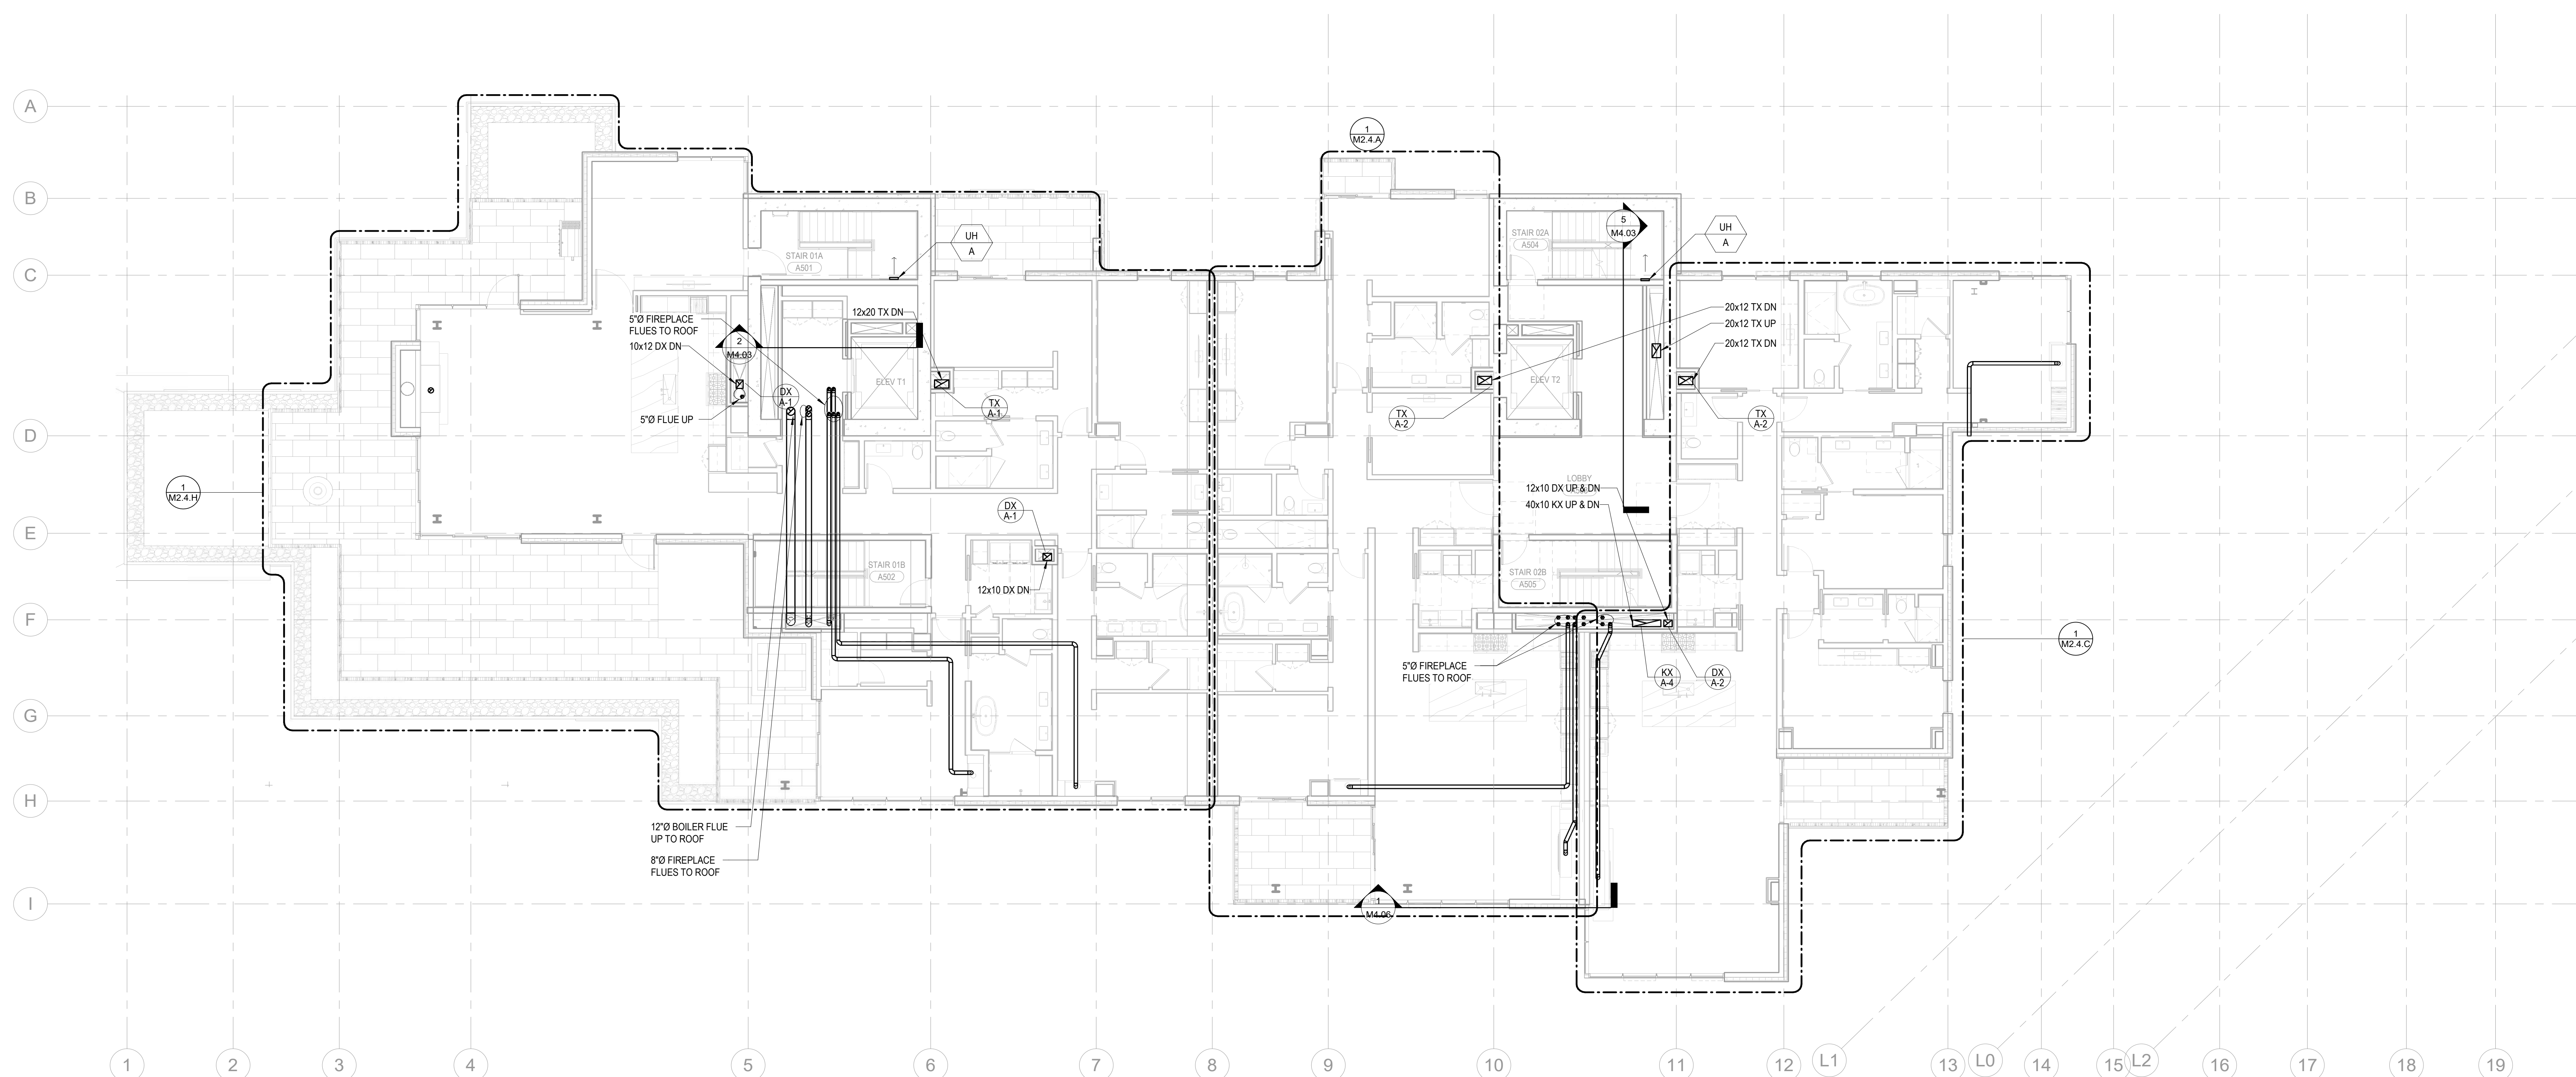 A
B
C
D
E
F
G
H
I
1
M2.4.A
5
M4.03
STAIR 02A
A504
UH
A
STAIR 01A
A501
UH
A
5"Ø FIREPLACE
FLUES TO ROOF
12x20 TX DN
10x12 DX DN
2
M4.03
20x12 TX DN
20x12 TX UP
20x12 TX DN
ELEV T1
ELEV T2
DX
A-1
TX
A-1
5"Ø FLUE UP
TX
A-2
TX
A-2
1
M2.4.H
LOBBY
12x10 DX UP & DN
40x10 KX UP & DN
DX
A-1
STAIR 01B
A502
12x10 DX DN
STAIR 02B
A505
1
M2.4.C
5"Ø FIREPLACE
FLUES TO ROOF
KX
A-4
DX
A-2
12"Ø BOILER FLUE
UP TO ROOF
8"Ø FIREPLACE
FLUES TO ROOF
1
M4.06
1
2
3
4
5
6
7
8
9
10
11
12
L1
13
L0
14
15
L2
16
17
18
19